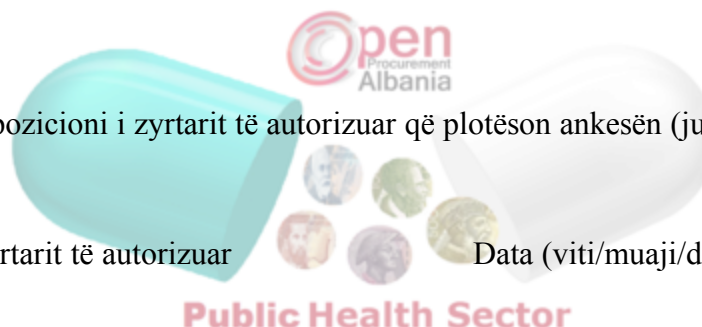 Open
Procurement
Albania
pozicioni i zyrtarit të autorizuar që plotëson ankesën (ju
rtarit të autorizuar Data (viti/muaji/d
Public Health Sector